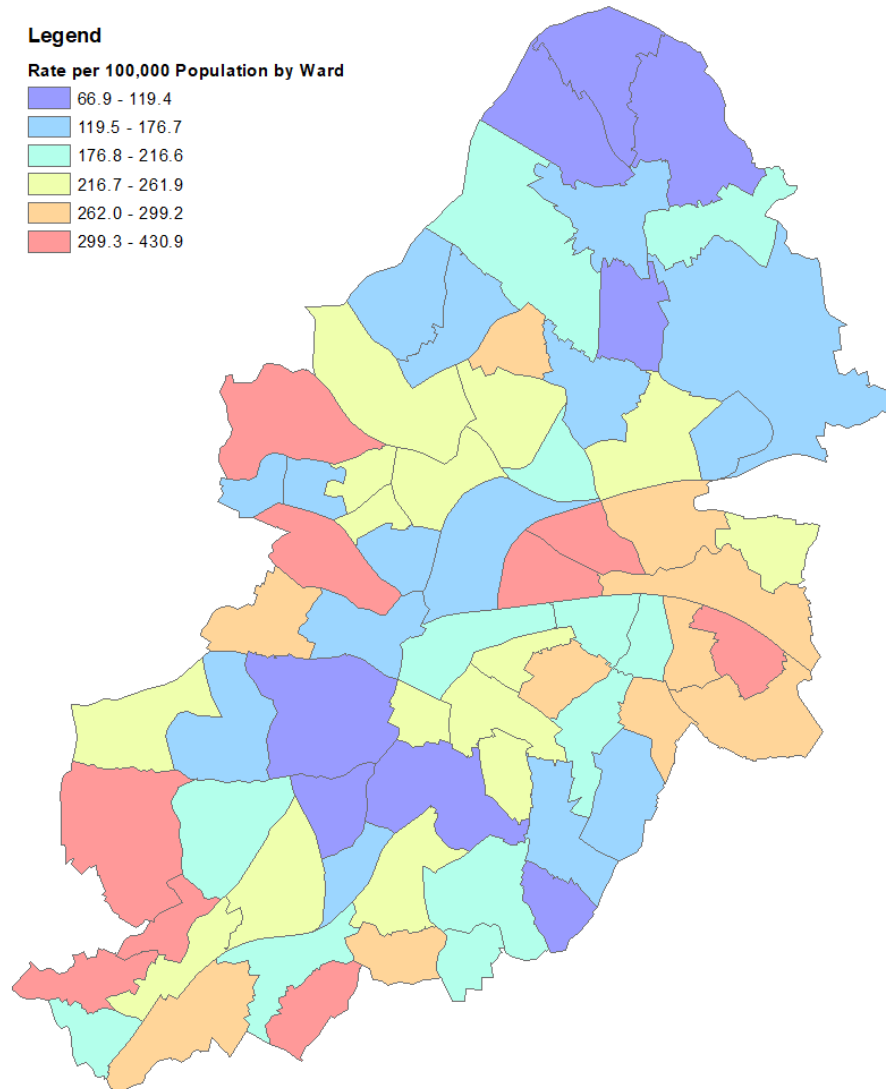 Legend
Rate per 100,000 Population by Ward
66.9 - 119.4
119.5 - 176.7
176.8 - 216.6
216.7 - 261.9
262.0 - 299.2
299.3 - 430.9